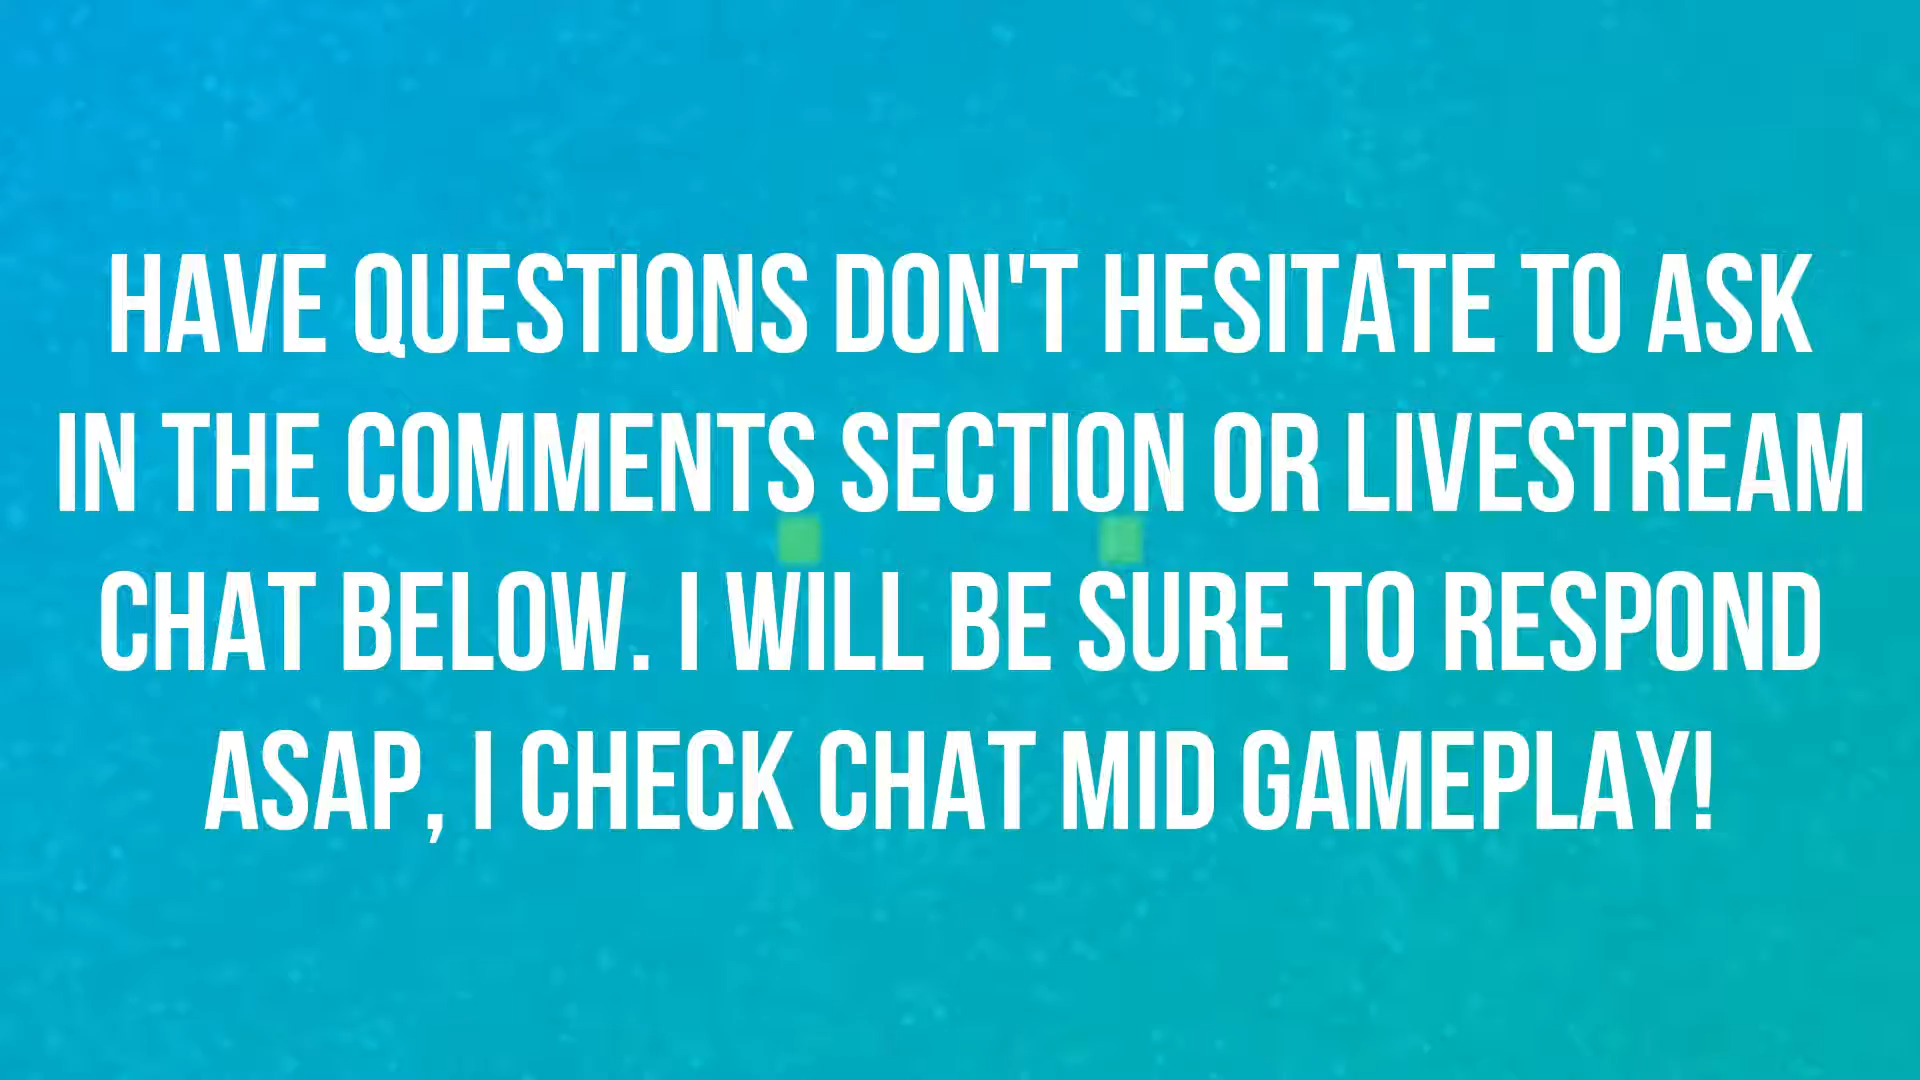 HAVE QUESTIONS DON'T HESITATE TO ASK
IN THE COMMENTS SECTION OR LIVESTREAM
CHAT BELOW. I WILL BE SURE TO RESPOND
ASAP, I CHECK CHAT MID GAMEPLAY!